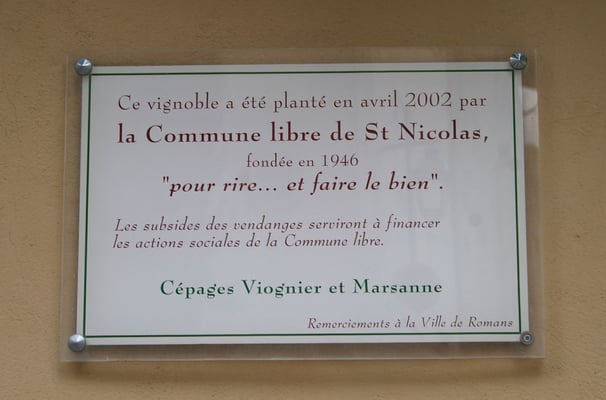 Ce vignoble a été planté en avril 2002 par
la Commune libre de St Nicolas,
fondée en 1946
"pour rire... et faire le bien".
Les subsides des vendanges serviront à financer
les actions sociales de la Commune libre.
Cépages Viognier et Marsanne
Remerciements à la Ville de Romans